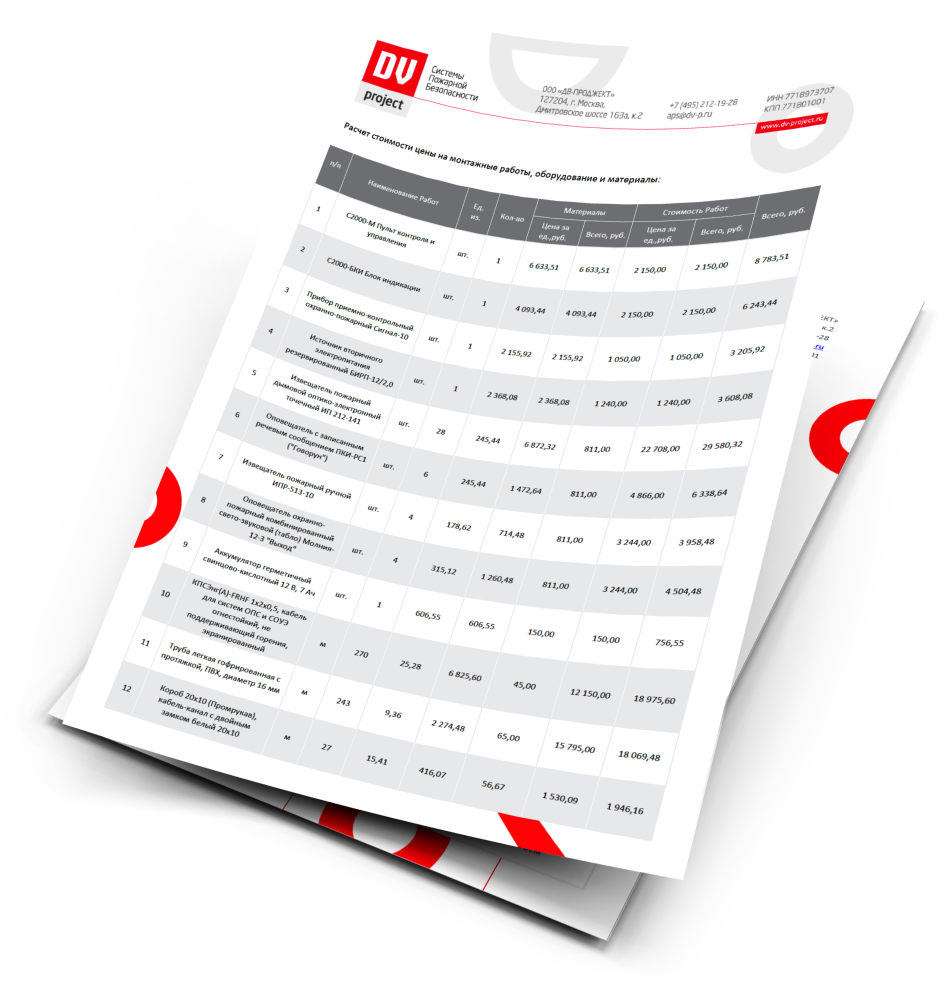 DV
project
Системы
Пожарной
Безопасности
ООО «ДВ-ПРОДЖЕКТ»
127204, г. Москва,
Дмитровское шоссе 163а, к.2
+7 (495) 212-19-28
aps@dv-p.ru
ИНН 7718973707
КПП 771801001
www.dv-project.ru
Расчет стоимости цены на монтажные работы, оборудование и материалы:
п/п Наименование Работ Ед. из. Кол-во Материалы Стоимость Работ Всего, руб.
Цена за ед.,руб. Всего, руб. Цена за ед.,руб. Всего, руб.
1 С2000-М Пульт контроля и
управления шт. 1 6 633,51 6 633,51 2 150,00 2 150,00 8 783,51
2 С2000-БКИ Блок индикации шт. 1 4 093,44 4 093,44 2 150,00 2 150,00 6 243,44
3 Прибор приемно-контрольный
охранно-пожарный Сигнал-10 шт. 1 2 155,92 2 155,92 1 050,00 1 050,00 3 205,92
4 Источник вторичного
электропитания
резервированный БИРП-12/2,0 шт. 1 2 368,08 2 368,08 1 240,00 1 240,00 3 608,08
5 Извещатель пожарный
дымовой оптико-электронный
точечный ИП 212-141 шт. 28 245,44 6 872,32 811,00 22 708,00 29 580,32
6 Оповещатель с записанным
речевым сообщением ПКИ-РС1
("Говорун") шт. 6 245,44 1 472,64 811,00 4 866,00 6 338,64
7 Извещатель пожарный ручной
ИПР-513-10 шт. 4 178,62 714,48 811,00 3 244,00 3 958,48
8 Оповещатель охранно-
пожарный комбинированный
свето-звуковой (табло) Молния-
12-3 "Выход" шт. 4 315,12 1 260,48 811,00 3 244,00 4 504,48
9 Аккумулятор герметичный
свинцово-кислотный 12 В, 7 Ач шт. 1 606,55 606,55 150,00 150,00 756,55
10 КПСЭнг(А)-FRHF 1х2х0,5, кабель
для систем ОПС и СОУЭ
огнестойкий, не
поддерживающий горения,
экранированный м 270 25,28 6 825,60 45,00 12 150,00 18 975,60
11 Труба легкая гофрированная с
протяжкой, ПВХ, диаметр 16 мм м 243 9,36 2 274,48 65,00 15 795,00 18 069,48
12 Короб 20х10 (Промрукав),
кабель-канал с двойным
замком белый 20х10 м 27 15,41 416,07 56,67 1 530,09 1 946,16
к.2
-28
ru